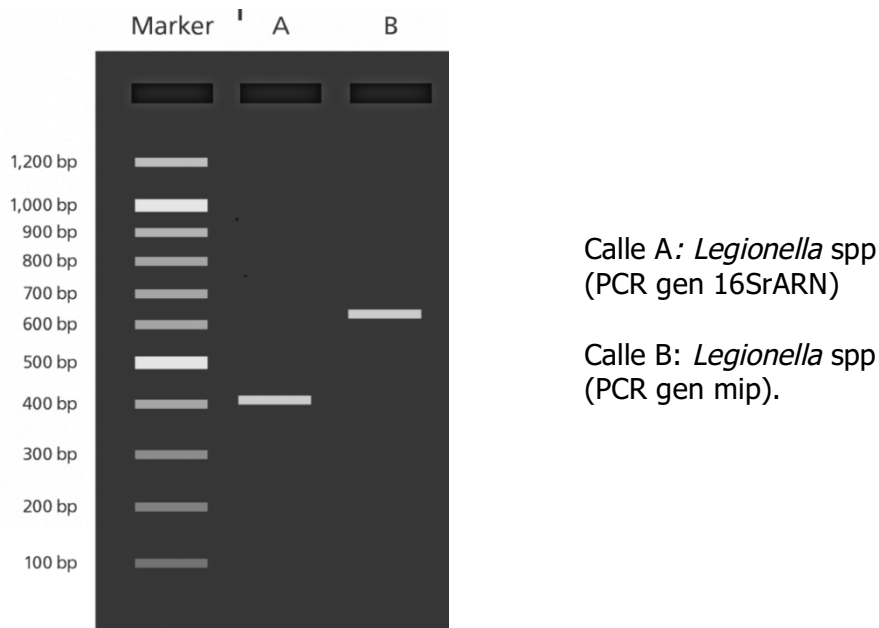 Marker A B
1,200 bp
1,000 bp
900 bp
800 bp
700 bp
600 bp
500 bp
400 bp
300 bp
200 bp
100 bp
Calle A: Legionella spp
(PCR gen 16SrARN)
Calle B: Legionella spp
(PCR gen mip).